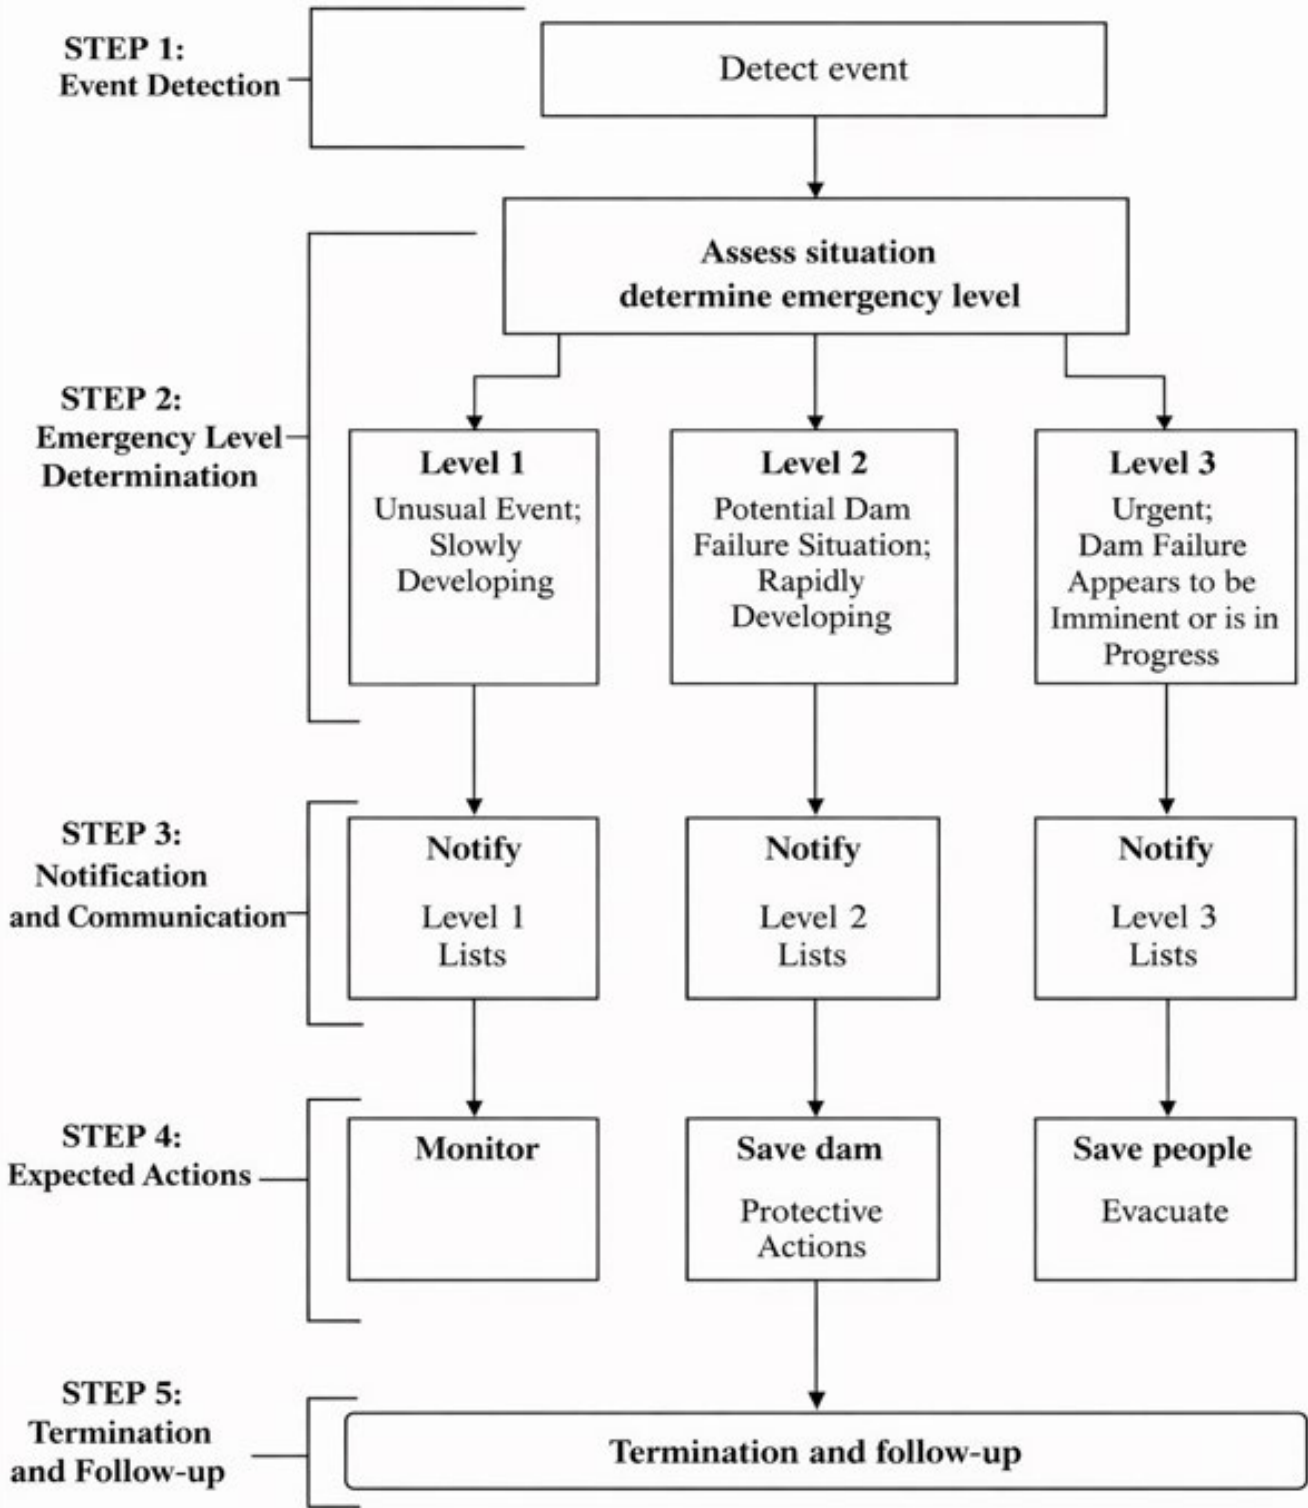 STEP 1:
Event Detection
Detect event
Assess situation
determine emergency level
STEP 2:
Emergency Level
Determination
Level 1
Unusual Event;
Slowly
Developing
Level 2
Potential Dam
Failure Situation;
Rapidly
Developing
Level 3
Urgent;
Dam Failure
Appears to be
Imminent or is in
Progress
STEP 3:
Notification
and Communication
Notify
Level 1
Lists
Notify
Level 2
Lists
Notify
Level 3
Lists
STEP 4:
Expected Actions
Monitor
Save dam
Protective
Actions
Save people
Evacuate
STEP 5:
Termination
and Follow-up
Termination and follow-up